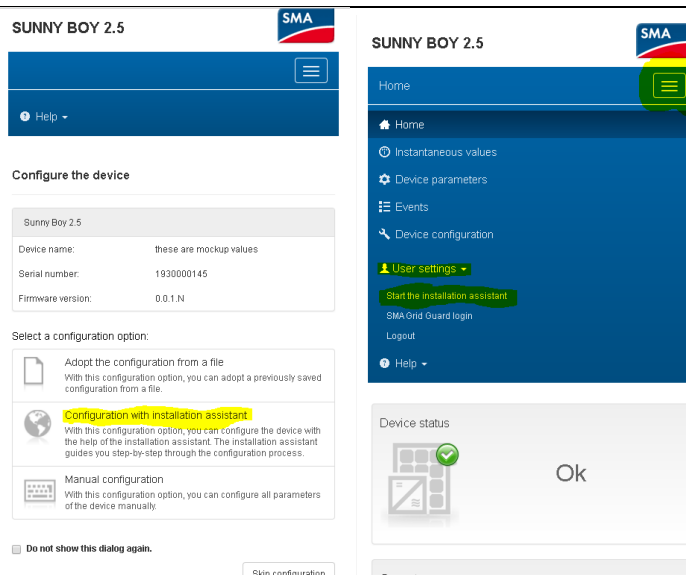 SUNNY BOY 2.5
SMA
Help
Configure the device
Sunny Boy 2.5
Device name: these are mockup values
Serial number: 1930000145
Firmware version: 0.0.1.N
Select a configuration option:
Adopt the configuration from a file
With this configuration option, you can adopt a previously saved
configuration from a file.
Configuration with installation assistant
With this configuration option, you can configure the device with
the help of the installation assistant. The installation assistant
guides you step-by-step through the configuration process.
Manual configuration
With this configuration option, you can configure all parameters
of the device manually.
Do not show this dialog again.
Skip configuration
SUNNY BOY 2.5
SMA
Home
Home
Instantaneous values
Device parameters
Events
Device configuration
User settings
Start the installation assistant
SMA Grid Guard login
Logout
Help
Device status
Ok